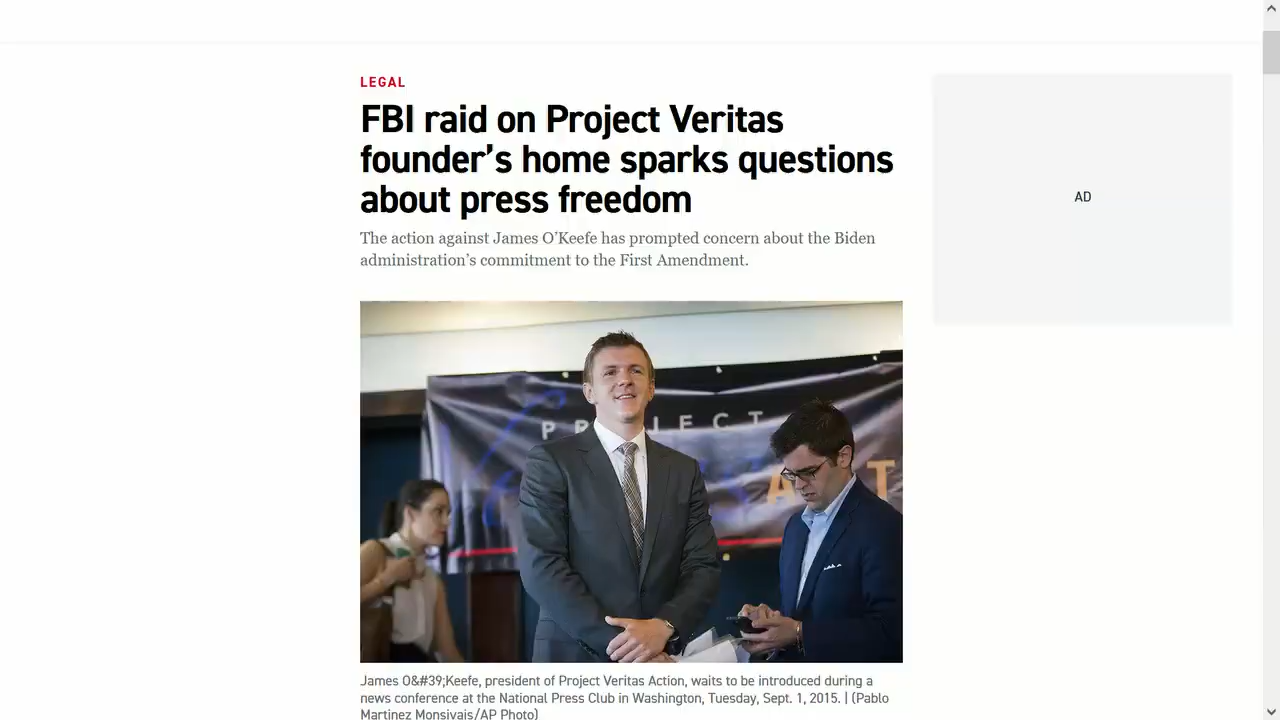 LEGAL
FBI raid on Project Veritas
founder's home sparks questions
about press freedom
The action against James O'Keefe has prompted concern about the Biden
administration's commitment to the First Amendment.
AD
PROJECT
A T
James O&#39;Keefe, president of Project Veritas Action, waits to be introduced during a
news conference at the National Press Club in Washington, Tuesday, Sept. 1, 2015. | (Pablo
Martinez Monsivais/AP Photo)